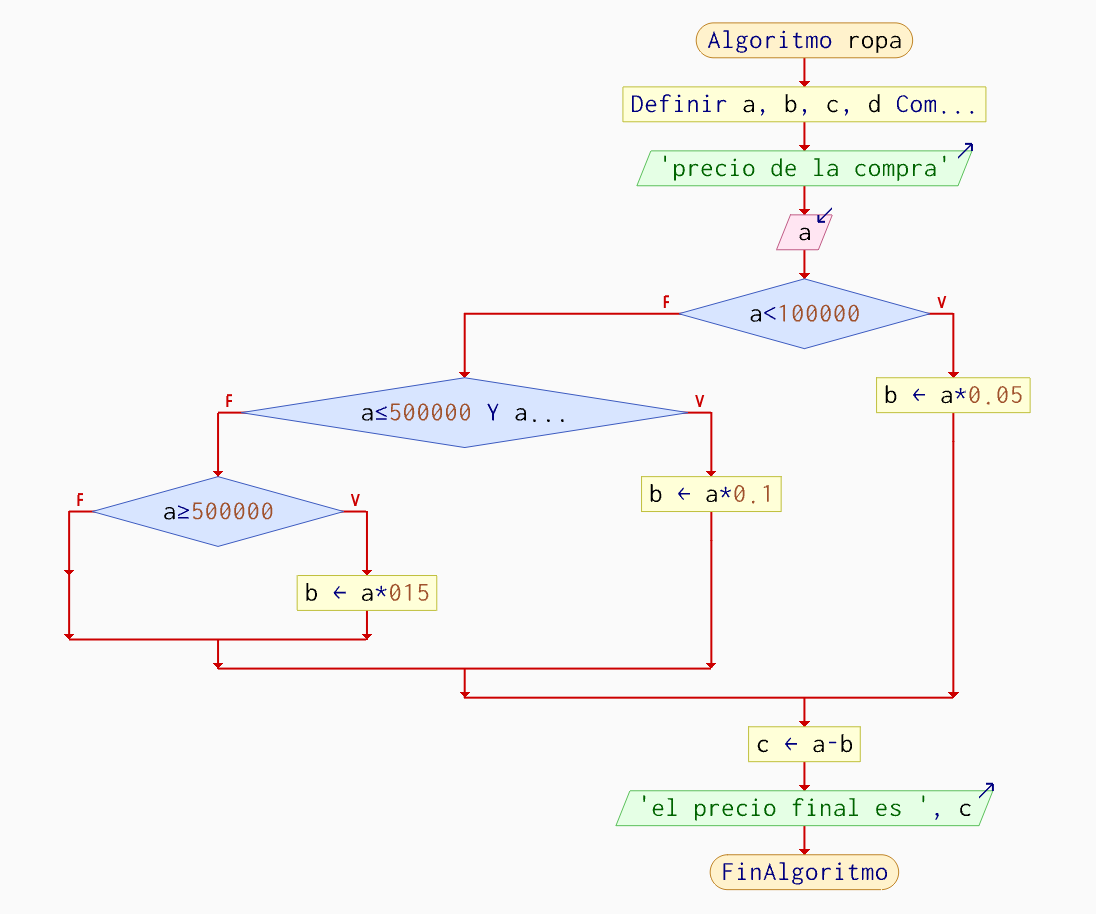 Algoritmo ropa
Definir a, b, c, d Com...
'precio de la compra'
a
a<100000
F
V
b ← a*0.05
a≤500000 Y a...
F
V
b ← a*0.1
a≥500000
F
V
b ← a*015
c ← a-b
'el precio final es ', c
FinAlgoritmo